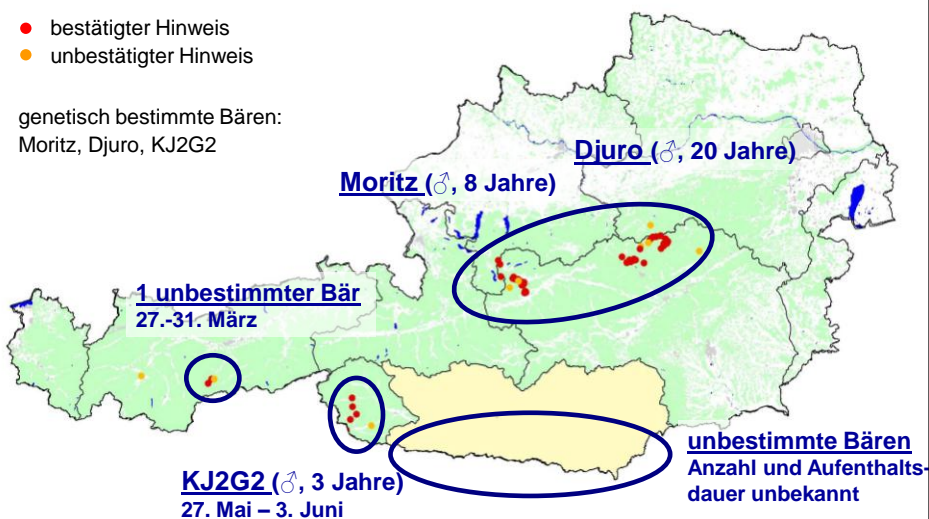 bestätigter Hinweis
unbestätigter Hinweis
genetisch bestimmte Bären:
Moritz, Djuro, KJ2G2
Djuro (♂, 20 Jahre)
Moritz (♂, 8 Jahre)
1 unbestimmter Bär
27.-31. März
unbestimmte Bären
Anzahl und Aufenthalts-
dauer unbekannt
KJ2G2 (♂, 3 Jahre)
27. Mai – 3. Juni